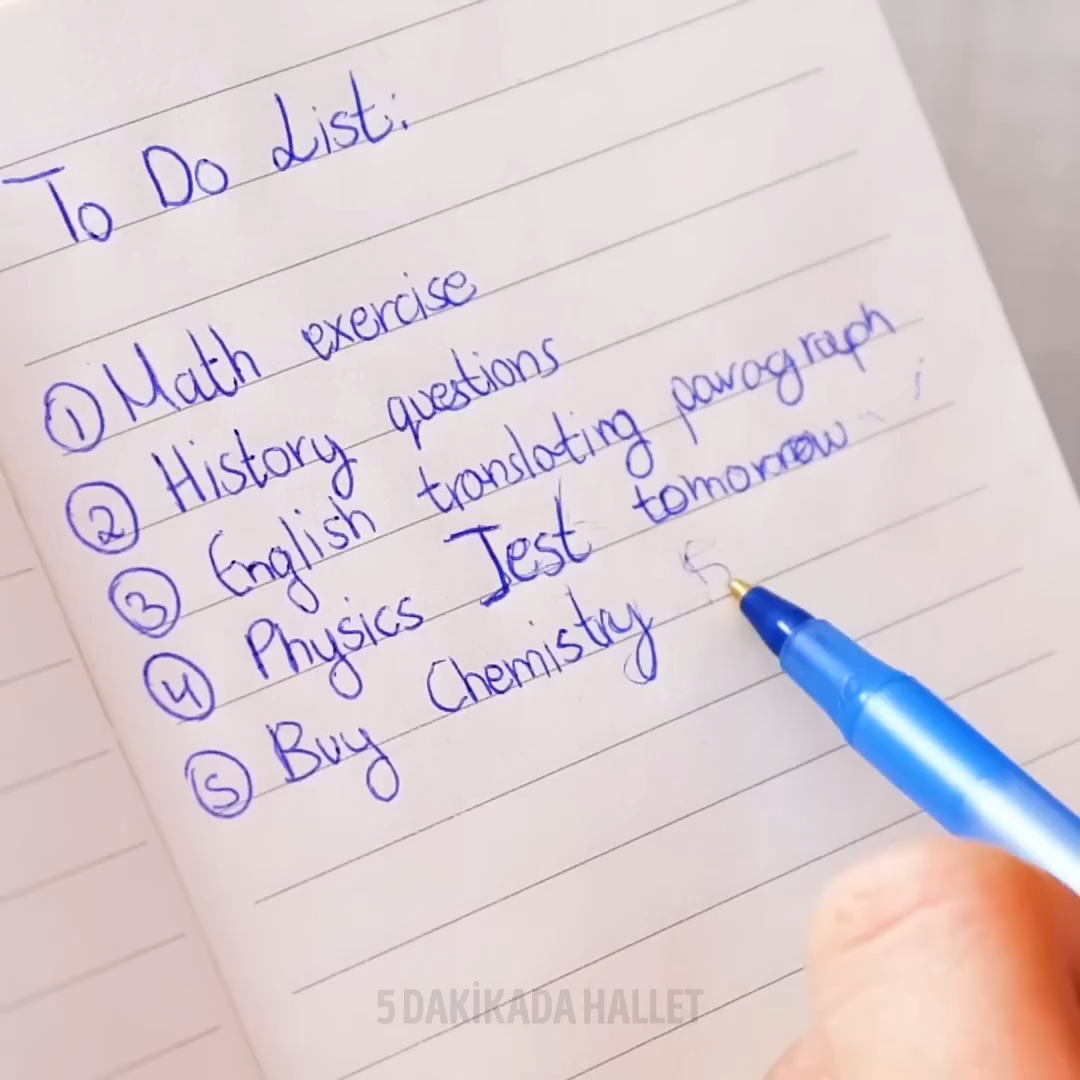 To Do List:
① Math exercise
② History questions
③ English translating paragraph
④ Physics Test tomorrow
⑤ Buy Chemistry
5 DAKİKADA HALLET